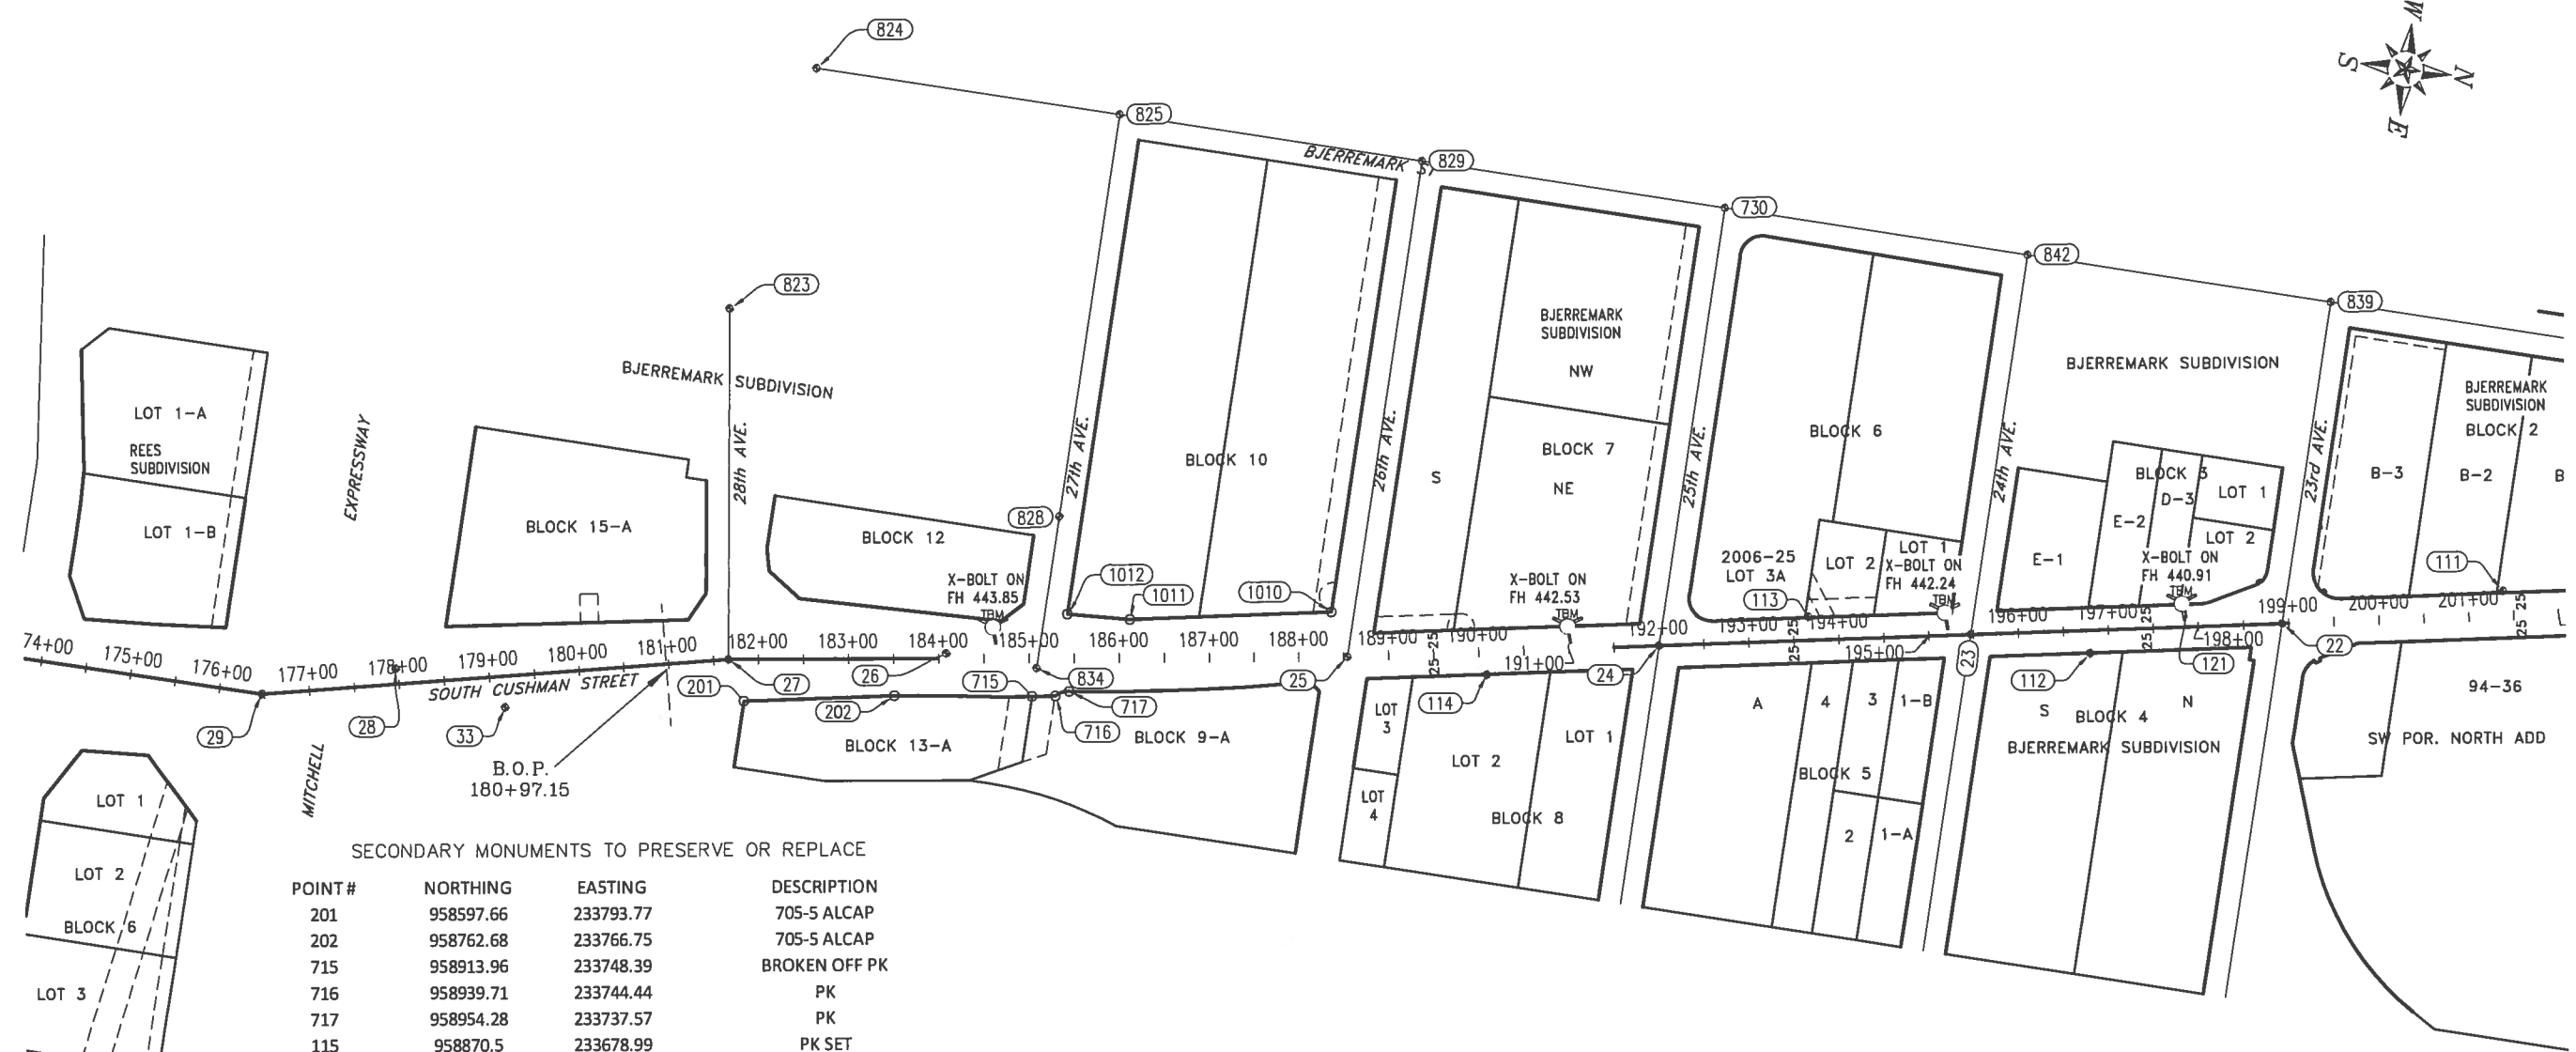 824
W
N
S
E
825
BJERREMARK ST
829
730
842
839
823
BJERREMARK SUBDIVISION
BJERREMARK
SUBDIVISION
NW
BJERREMARK SUBDIVISION
BJERREMARK
SUBDIVISION
BLOCK 2
LOT 1-A
REES
SUBDIVISION
LOT 1-B
EXPRESSWAY
BLOCK 15-A
28th AVE.
BLOCK 12
828
27th AVE.
BLOCK 10
26th AVE.
S
BLOCK 7
NE
25th AVE.
BLOCK 6
24th AVE.
BLOCK 3
D-3
LOT 1
E-2
E-1
LOT 2
23rd AVE.
B-3
B-2
B
X-BOLT ON
FH 443.85
TBM
1012
1011
1010
X-BOLT ON
FH 442.53
TBM
2006-25
LOT 3A
LOT 2
LOT 1
X-BOLT ON
FH 442.24
TBM
113
X-BOLT ON
FH 440.91
TBM
111
74+00
175+00
176+00
177+00
178+00
179+00
180+00
181+00
182+00
183+00
184+00
185+00
186+00
187+00
188+00
189+00
190+00
191+00
192+00
193+00
194+00
195+00
196+00
197+00
198+00
199+00
200+00
201+00
25-25
25-25
25-25
25 25
SOUTH CUSHMAN STREET
29
28
33
201
27
202
26
715
834
717
716
25
114
24
23
112
121
22
MITCHELL
B.O.P.
180+97.15
BLOCK 13-A
BLOCK 9-A
LOT
3
LOT
4
LOT 2
LOT 1
BLOCK 8
A
4
3
1-B
BLOCK 5
2
1-A
S
BLOCK 4
N
BJERREMARK SUBDIVISION
94-36
SW POR. NORTH ADD
LOT 1
LOT 2
BLOCK 6
LOT 3
SECONDARY MONUMENTS TO PRESERVE OR REPLACE
POINT# NORTHING EASTING DESCRIPTION
201 958597.66 233793.77 705-5 ALCAP
202 958762.68 233766.75 705-5 ALCAP
715 958913.96 233748.39 BROKEN OFF PK
716 958939.71 233744.44 PK
717 958954.28 233737.57 PK
115 958870.5 233678.99 PK SET